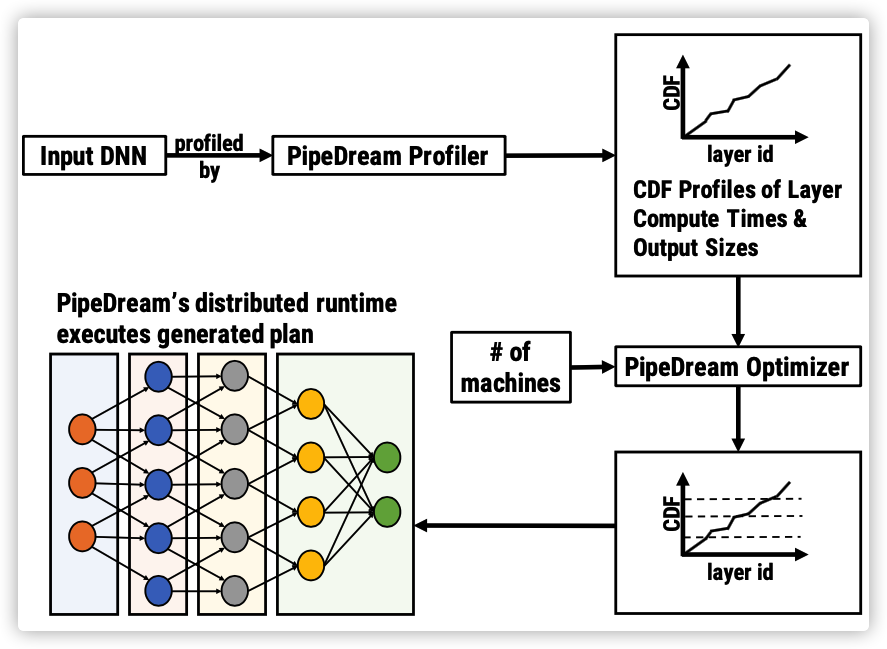 Input DNN
profiled
by
PipeDream Profiler
CDF
layer id
CDF Profiles of Layer
Compute Times &
Output Sizes
# of
machines
PipeDream Optimizer
CDF
layer id
PipeDream’s distributed runtime
executes generated plan